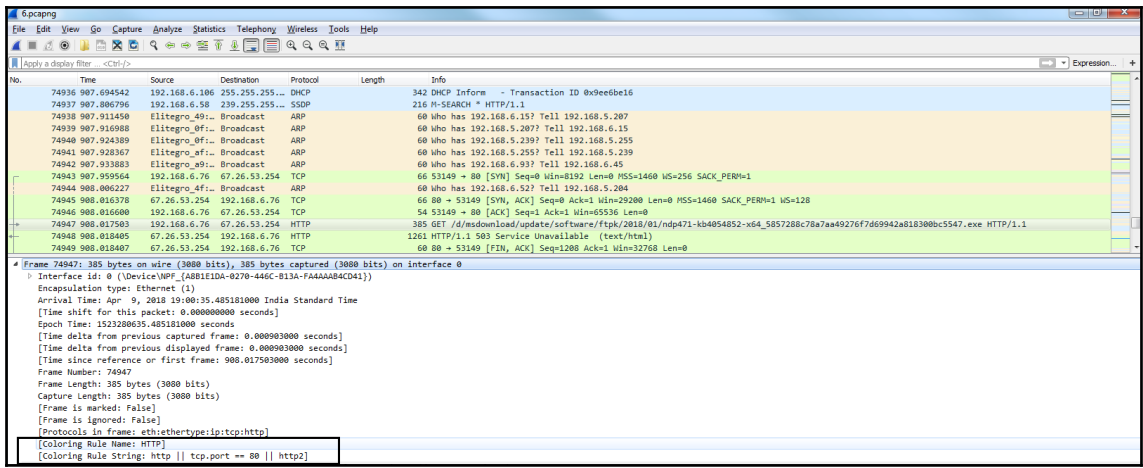 6.pcapng
File Edit View Go Capture Analyze Statistics Telephony Wireless Tools Help
Apply a display filter ... <Ctrl-/> Expression... +
No. Time Source Destination Protocol Length Info
74936 907.694542 192.168.6.106 255.255.255.… DHCP 342 DHCP Inform - Transaction ID 0x9ee6be16
74937 907.806796 192.168.6.58 239.255.255.… SSDP 216 M-SEARCH * HTTP/1.1
74938 907.911450 Elitegro_49:… Broadcast ARP 60 Who has 192.168.6.15? Tell 192.168.5.207
74939 907.916988 Elitegro_0f:… Broadcast ARP 60 Who has 192.168.5.207? Tell 192.168.6.15
74940 907.924389 Elitegro_0f:… Broadcast ARP 60 Who has 192.168.5.239? Tell 192.168.5.255
74941 907.928367 Elitegro_af:… Broadcast ARP 60 Who has 192.168.5.255? Tell 192.168.5.239
74942 907.933883 Elitegro_a9:… Broadcast ARP 60 Who has 192.168.6.93? Tell 192.168.6.45
74943 907.959564 192.168.6.76 67.26.53.254 TCP 66 53149 → 80 [SYN] Seq=0 Win=8192 Len=0 MSS=1460 WS=256 SACK_PERM=1
74944 908.006227 Elitegro_4f:… Broadcast ARP 60 Who has 192.168.6.52? Tell 192.168.5.204
74945 908.016378 67.26.53.254 192.168.6.76 TCP 66 80 → 53149 [SYN, ACK] Seq=0 Ack=1 Win=29200 Len=0 MSS=1460 SACK_PERM=1 WS=128
74946 908.016600 192.168.6.76 67.26.53.254 TCP 54 53149 → 80 [ACK] Seq=1 Ack=1 Win=65536 Len=0
74947 908.017503 192.168.6.76 67.26.53.254 HTTP 385 GET /d/msdownload/update/software/ftpk/2018/01/ndp471-kb4054852-x64_5857288c78a7aa49276f7d69942a818300bc5547.exe HTTP/1.1
74948 908.018405 67.26.53.254 192.168.6.76 HTTP 1261 HTTP/1.1 503 Service Unavailable (text/html)
74949 908.018407 67.26.53.254 192.168.6.76 TCP 60 80 → 53149 [FIN, ACK] Seq=1208 Ack=1 Win=32768 Len=0
Frame 74947: 385 bytes on wire (3080 bits), 385 bytes captured (3080 bits) on interface 0
Interface id: 0 (\Device\NPF_{A8B1E1DA-0270-446C-B13A-FA4AAAB4CD41})
Encapsulation type: Ethernet (1)
Arrival Time: Apr 9, 2018 19:00:35.485181000 India Standard Time
[Time shift for this packet: 0.000000000 seconds]
Epoch Time: 1523280635.485181000 seconds
[Time delta from previous captured frame: 0.000903000 seconds]
[Time delta from previous displayed frame: 0.000903000 seconds]
[Time since reference or first frame: 908.017503000 seconds]
Frame Number: 74947
Frame Length: 385 bytes (3080 bits)
Capture Length: 385 bytes (3080 bits)
[Frame is marked: False]
[Frame is ignored: False]
[Protocols in frame: eth:ethertype:ip:tcp:http]
[Coloring Rule Name: HTTP]
[Coloring Rule String: http || tcp.port == 80 || http2]